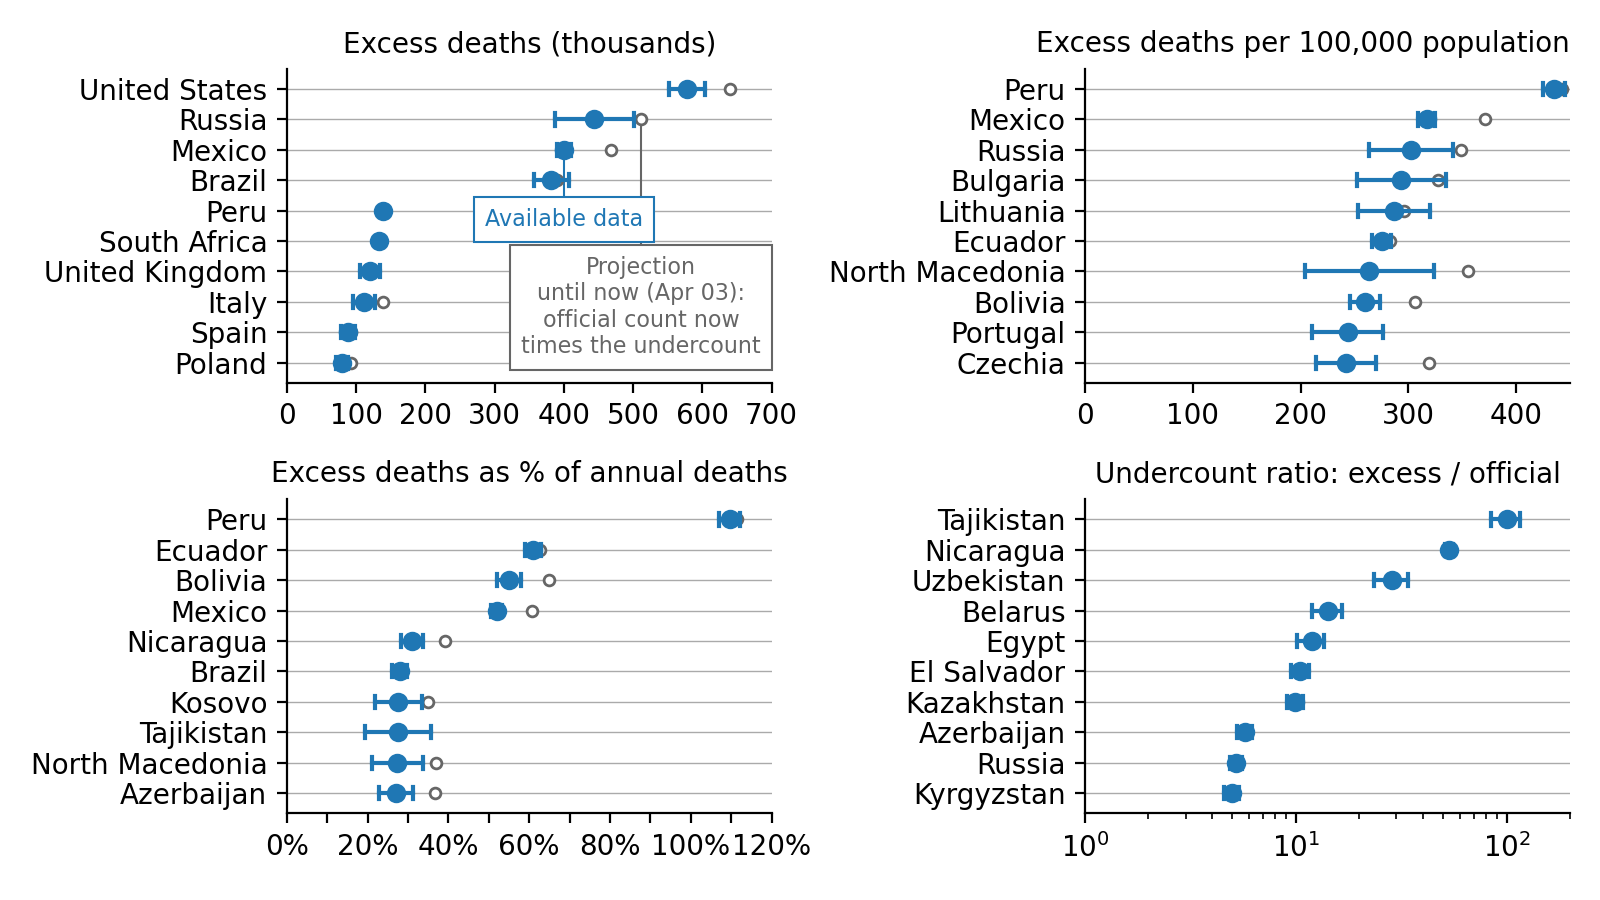 Excess deaths (thousands)
United States
Russia
Mexico
Brazil
Peru
South Africa
United Kingdom
Italy
Spain
Poland
Available data
Projection
until now (Apr 03):
official count now
times the undercount
0 100 200 300 400 500 600 700
Excess deaths per 100,000 population
Peru
Mexico
Russia
Bulgaria
Lithuania
Ecuador
North Macedonia
Bolivia
Portugal
Czechia
0 100 200 300 400
Excess deaths as % of annual deaths
Peru
Ecuador
Bolivia
Mexico
Nicaragua
Brazil
Kosovo
Tajikistan
North Macedonia
Azerbaijan
0% 20% 40% 60% 80% 100% 120%
Undercount ratio: excess / official
Tajikistan
Nicaragua
Uzbekistan
Belarus
Egypt
El Salvador
Kazakhstan
Azerbaijan
Russia
Kyrgyzstan
10⁰ 10¹ 10²